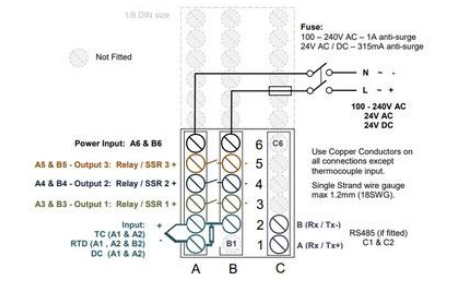 1/8 DIN size
Fuse:
100 – 240V AC – 1A anti-surge
24V AC / DC – 315mA anti-surge
Not Fitted
N ~ -
L ~ +
100 - 240V AC
24V AC
24V DC
Power Input: A6 & B6
6 C6
A5 & B5 - Output 3: Relay / SSR 3 +
5
A4 & B4 - Output 2: Relay / SSR 2 +
4
A3 & B3 - Output 1: Relay / SSR 1 +
3
Use Copper Conductors on
all connections except
thermocouple input.
Single Strand wire gauge
max 1.2mm (18SWG).
Input: +
TC (A1 & A2)
RTD (A1 , A2 & B2)
DC (A1 & A2) -
2
B1 1
B (Rx / Tx-)
A (Rx / Tx+)
RS485 (if fitted)
C1 & C2
A B C